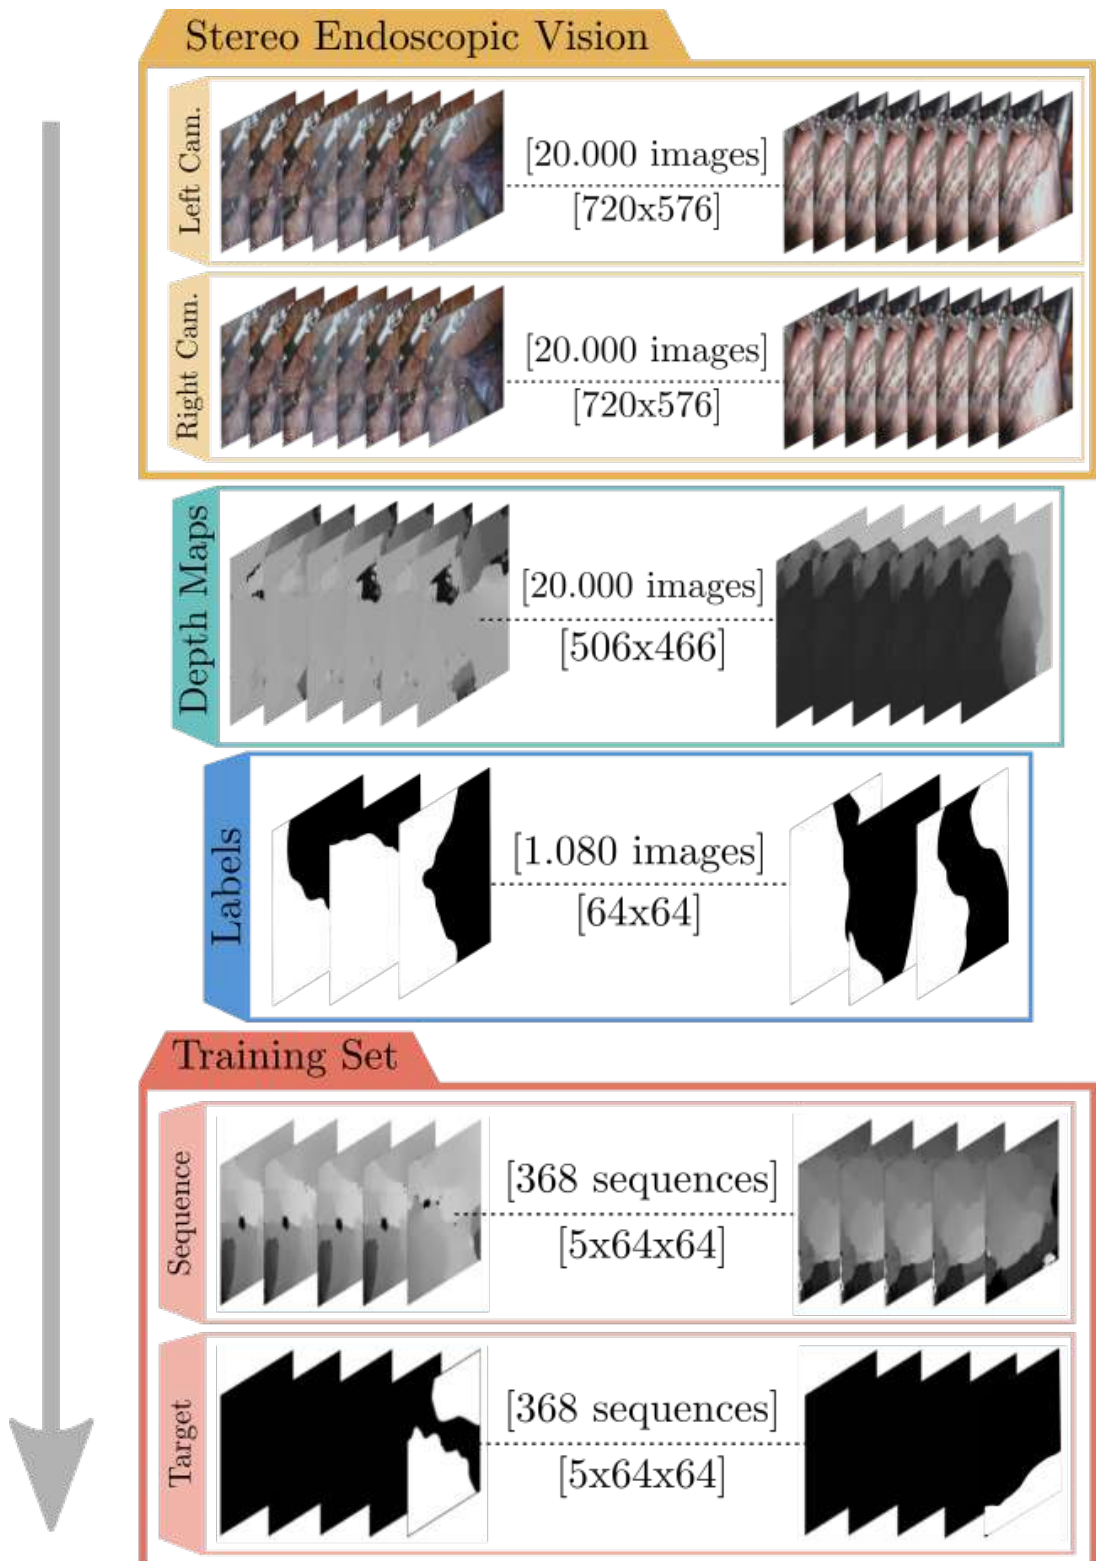 Stereo Endoscopic Vision
Left Cam.
[20.000 images]
[720x576]
Right Cam.
[20.000 images]
[720x576]
Depth Maps
[20.000 images]
[506x466]
Labels
[1.080 images]
[64x64]
Training Set
Sequence
[368 sequences]
[5x64x64]
Target
[368 sequences]
[5x64x64]